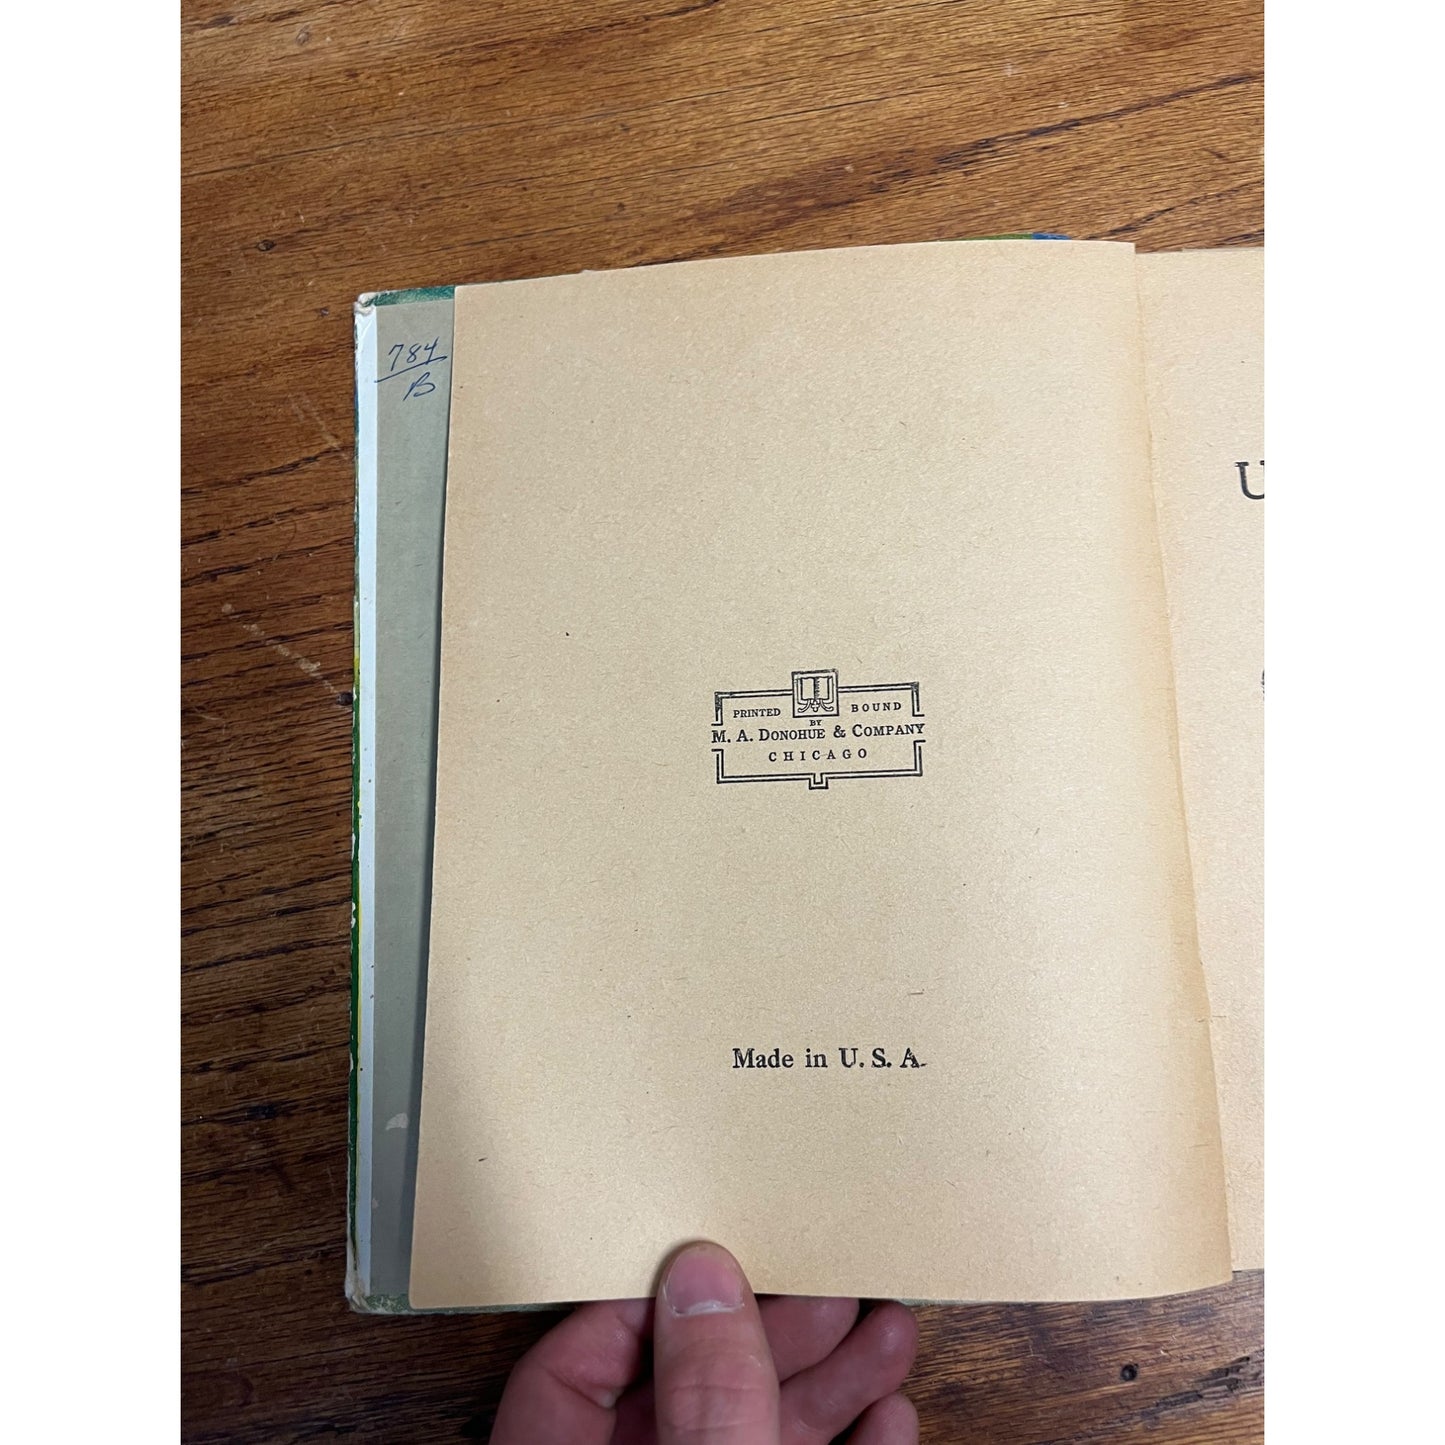 784
B
U
PRINTED BOUND
BY
M. A. DONOHUE & COMPANY
CHICAGO
Made in U. S. A.